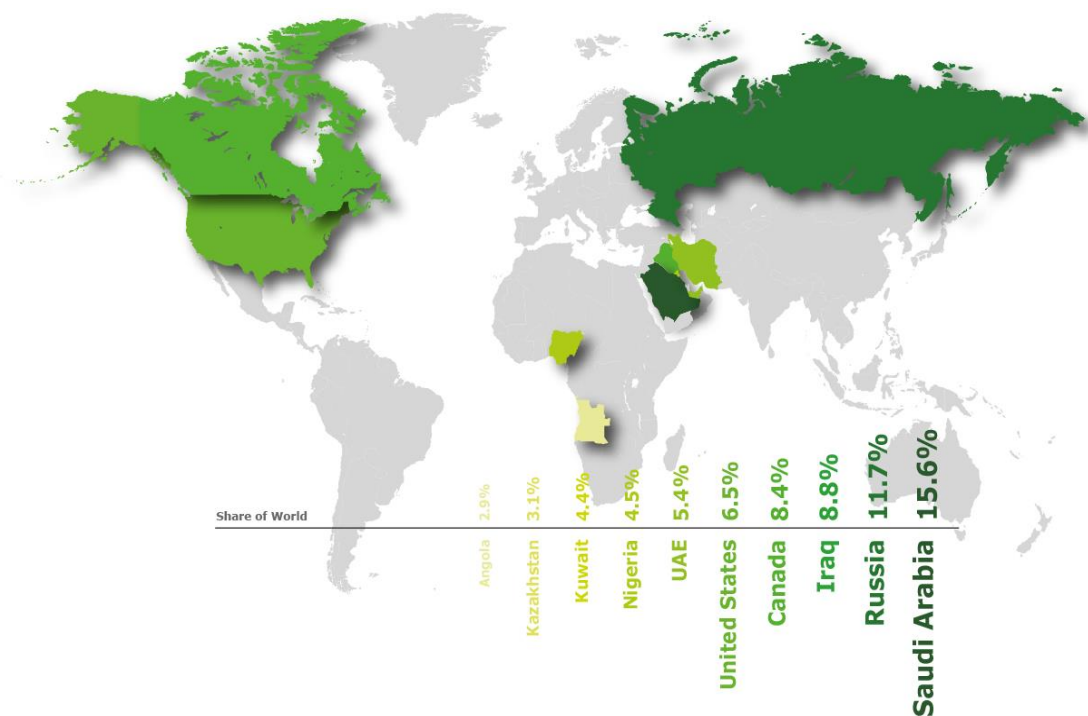 Share of World
2.9%
3.1%
4.4%
4.5%
5.4%
6.5%
8.4%
8.8%
11.7%
15.6%
Angola
Kazakhstan
Kuwait
Nigeria
UAE
United States
Canada
Iraq
Russia
Saudi Arabia